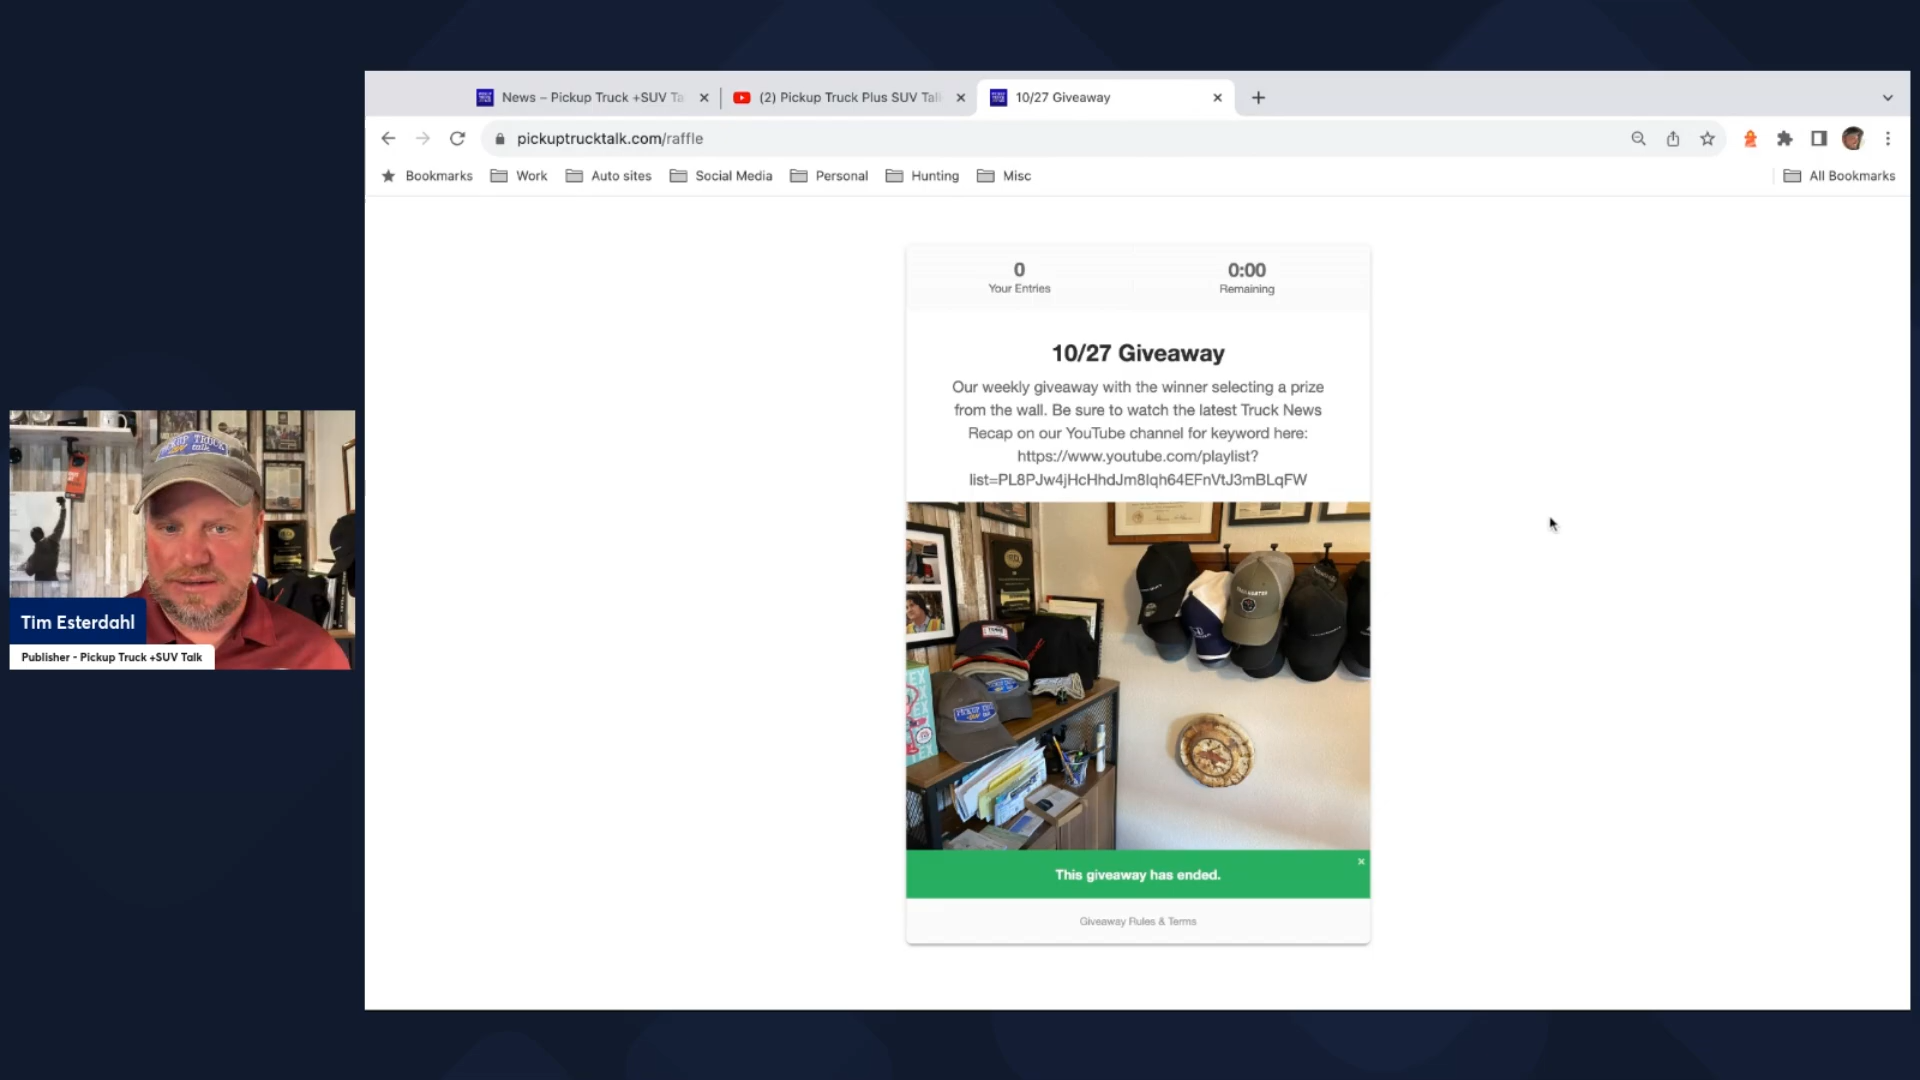 News – Pickup Truck +SUV Ta
(2) Pickup Truck Plus SUV Talk
10/27 Giveaway
pickuptrucktalk.com/raffle
Bookmarks
Work
Auto sites
Social Media
Personal
Hunting
Misc
All Bookmarks
0
Your Entries
0:00
Remaining
10/27 Giveaway
Our weekly giveaway with the winner selecting a prize
from the wall. Be sure to watch the latest Truck News
Recap on our YouTube channel for keyword here:
https://www.youtube.com/playlist?
list=PL8PJw4jHcHhdJm8Iqh64EFnVtJ3mBLqFW
This giveaway has ended.
Giveaway Rules & Terms
PICKUP TRUCK
talk
Tim Esterdahl
Publisher - Pickup Truck +SUV Talk